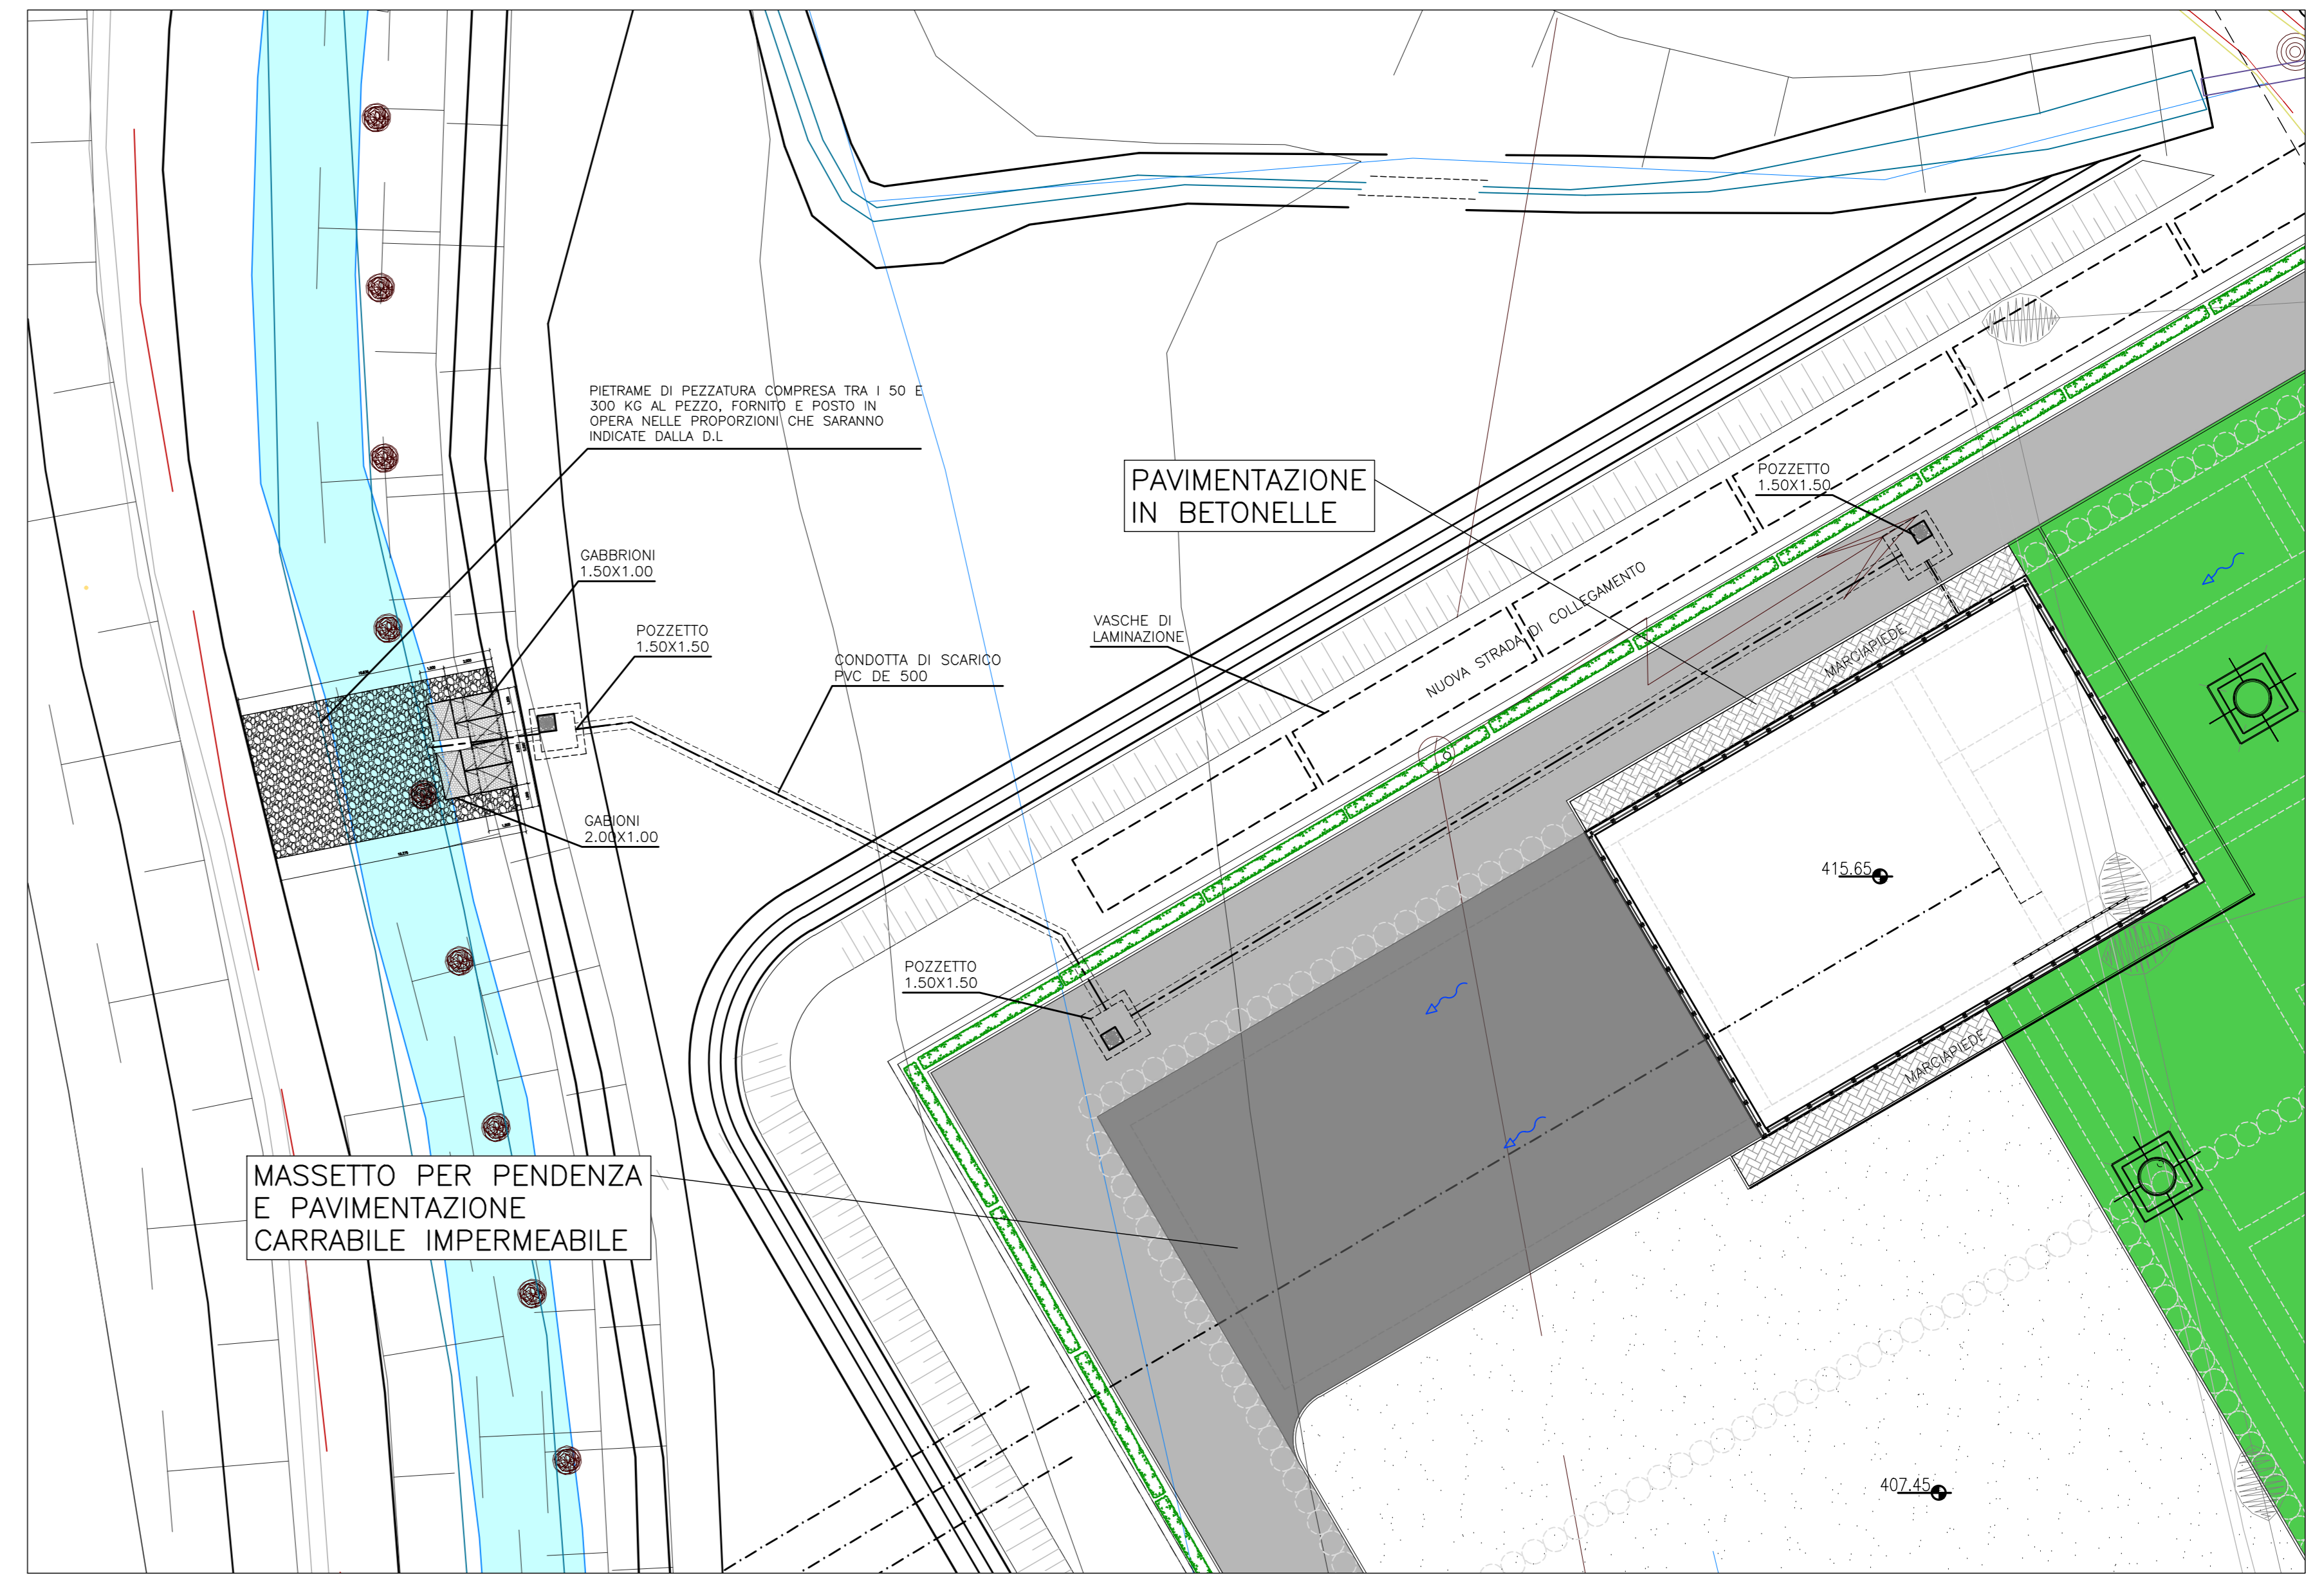 PIETRAME DI PEZZATURA COMPRESA TRA I 50 E
300 KG AL PEZZO, FORNITO E POSTO IN
OPERA NELLE PROPORZIONI CHE SARANNO
INDICATE DALLA D.L
PAVIMENTAZIONE
IN BETONELLE
POZZETTO
1.50X1.50
GABBRIONI
1.50X1.00
POZZETTO
1.50X1.50
VASCHE DI
LAMINAZIONE
NUOVA STRADA DI COLLEGAMENTO
MARCIAPIEDE
CONDOTTA DI SCARICO
PVC DE 500
GABIONI
2.00X1.00
415.65
POZZETTO
1.50X1.50
MARCIAPIEDE
MASSETTO PER PENDENZA
E PAVIMENTAZIONE
CARRABILE IMPERMEABILE
407.45